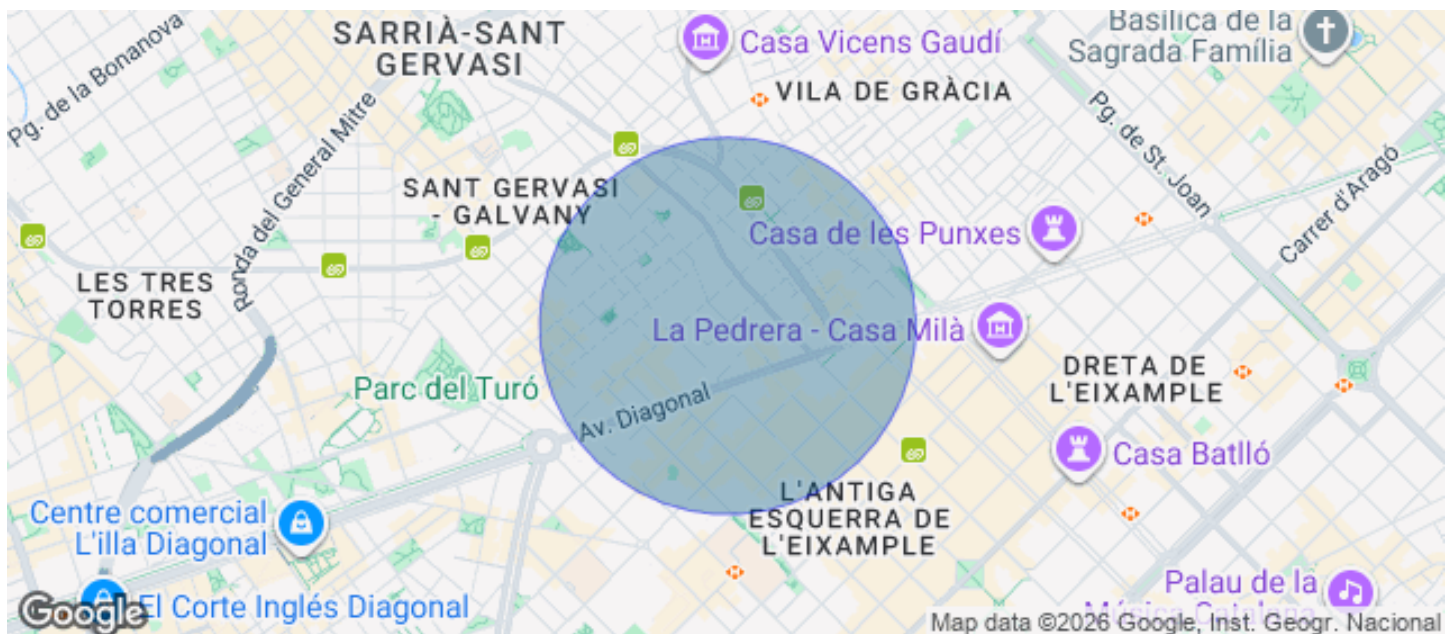 Basílica de la
Sagrada Família
SARRIÀ-SANT
GERVASI
Casa Vicens Gaudí
Pg. de la Bonanova
VILA DE GRÀCIA
Ronda del General Mitre
Pg. de St. Joan
Carrer d'Aragó
SANT GERVASI
- GALVANY
Casa de les Punxes
LES TRES
TORRES
La Pedrera - Casa Milà
DRETA DE
L'EIXAMPLE
Parc del Turó
Av. Diagonal
Casa Batlló
L'ANTIGA
ESQUERRA DE
L'EIXAMPLE
Centre comercial
L'illa Diagonal
El Corte Inglés Diagonal
Palau de la
Música Catalana
Google
Map data ©2026 Google, Inst. Geogr. Nacional